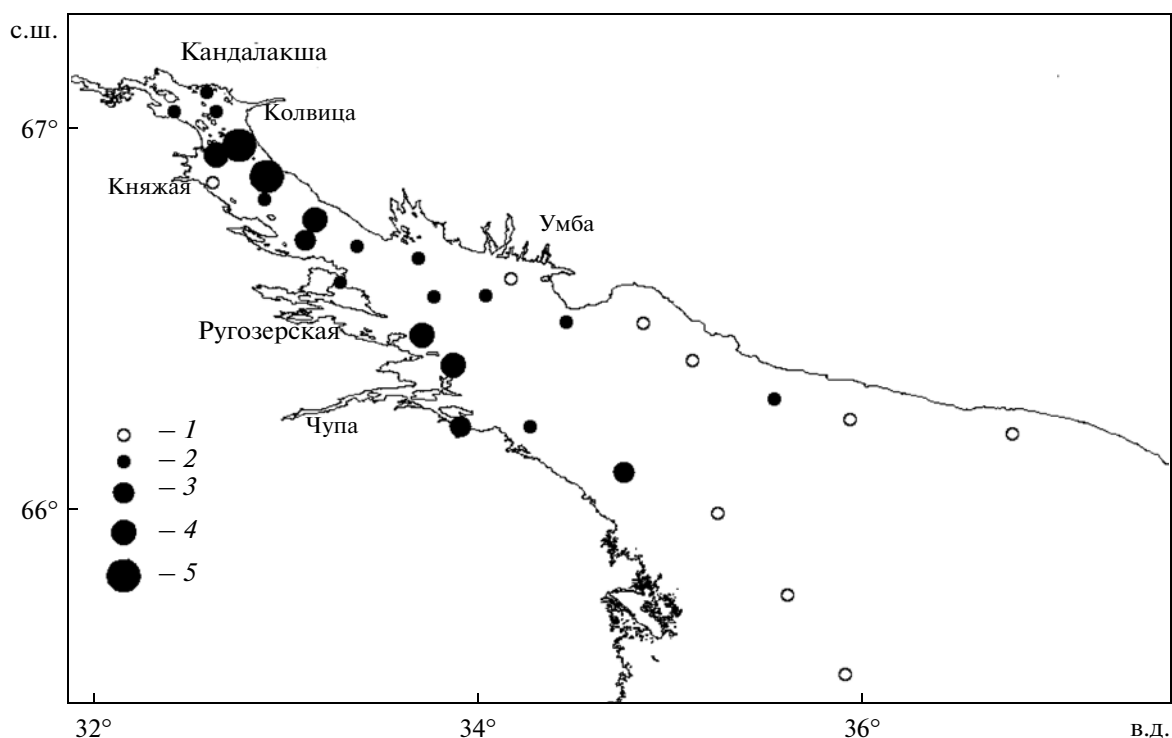 с.ш.
Кандалакша
Колвица
67°
Княжая
Умба
Ругозерская
Чупа
– 1
– 2
– 3
66°
– 4
– 5
32°
34°
36°
в.д.